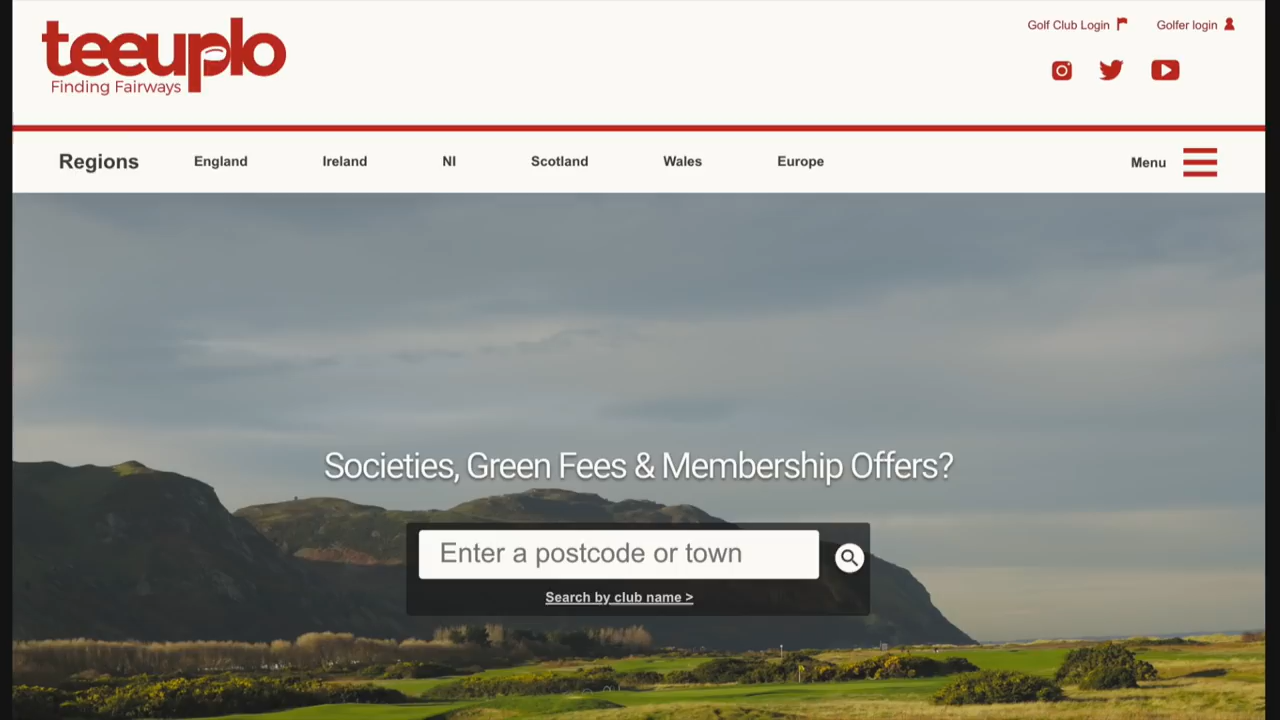 teeuplo
Finding Fairways
Golf Club Login
Golfer login
Regions
England
Ireland
NI
Scotland
Wales
Europe
Menu
Societies, Green Fees & Membership Offers?
Enter a postcode or town
Search by club name >